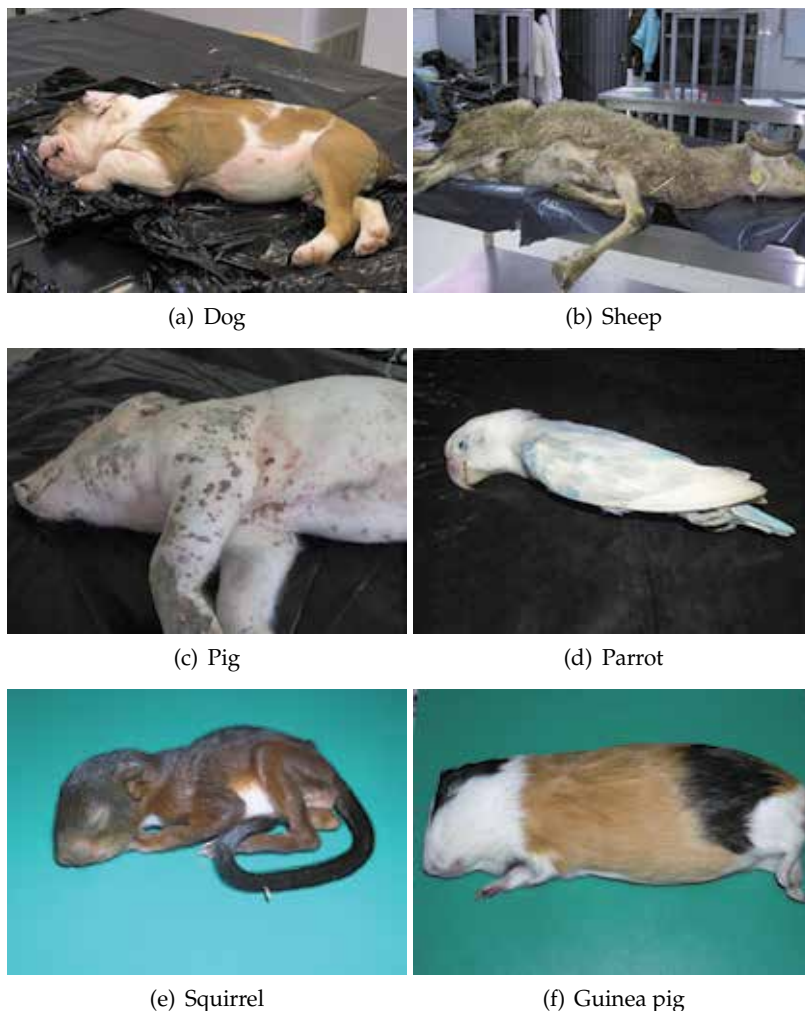 (a) Dog
(b) Sheep
(c) Pig
(d) Parrot
(e) Squirrel
(f) Guinea pig